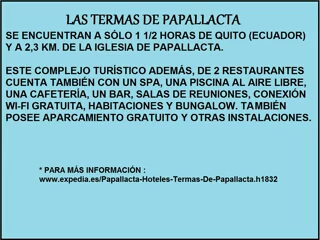 LAS TERMAS DE PAPALLACTA
SE ENCUENTRAN A SÓLO 1 1/2 HORAS DE QUITO (ECUADOR)
Y A 2,3 KM. DE LA IGLESIA DE PAPALLACTA.
ESTE COMPLEJO TURÍSTICO ADEMÁS, DE 2 RESTAURANTES
CUENTA TAMBIÉN CON UN SPA, UNA PISCINA AL AIRE LIBRE,
UNA CAFETERÍA, UN BAR, SALAS DE REUNIONES, CONEXIÓN
WI-FI GRATUITA, HABITACIONES Y BUNGALOW. TAMBIÉN
POSEE APARCAMIENTO GRATUITO Y OTRAS INSTALACIONES.
* PARA MÁS INFORMACIÓN :
www.expedia.es/Papallacta-Hoteles-Termas-De-Papallacta.h1832